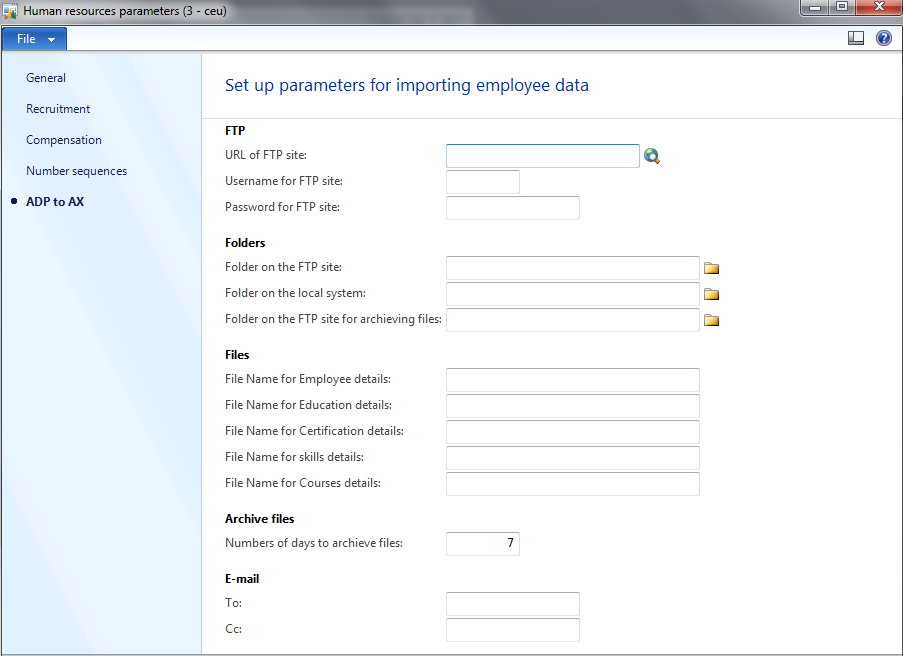 Human resources parameters (3 - ceu)
File
General
Recruitment
Compensation
Number sequences
ADP to AX
Set up parameters for importing employee data
FTP
URL of FTP site:
Username for FTP site:
Password for FTP site:
Folders
Folder on the FTP site:
Folder on the local system:
Folder on the FTP site for archieving files:
Files
File Name for Employee details:
File Name for Education details:
File Name for Certification details:
File Name for skills details:
File Name for Courses details:
Archive files
Numbers of days to archieve files: 7
E-mail
To:
Cc: